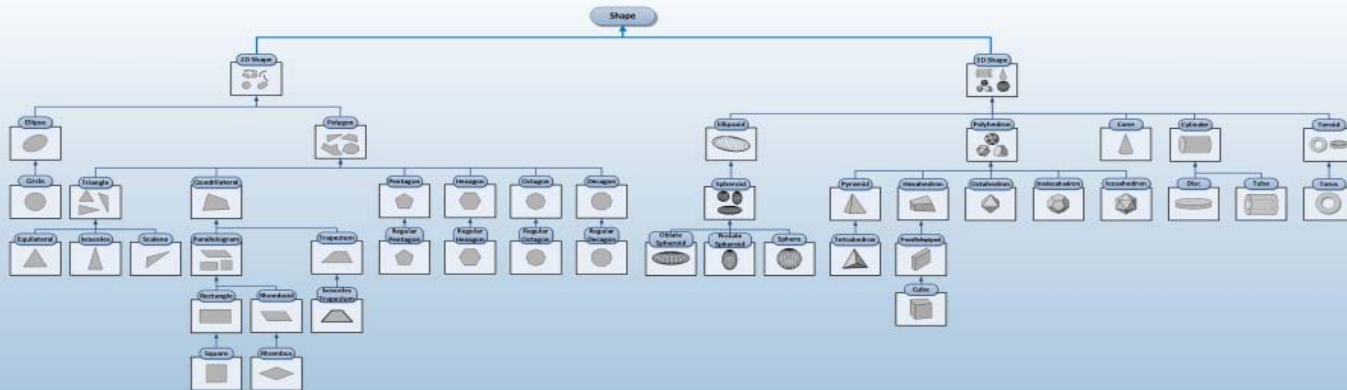 Shape
2D Shape
3D Shape
Ellipse
Polygon
Ellipsoid
Polyhedron
Cone
Cylinder
Toroid
Circle
Triangle
Quadrilateral
Pentagon
Hexagon
Octagon
Decagon
Spheroid
Pyramid
Hexahedron
Octahedron
Dodecahedron
Icosahedron
Disc
Tube
Torus
Equilateral
Isosceles
Scalene
Parallelogram
Trapezium
Regular
Pentagon
Regular
Hexagon
Regular
Octagon
Regular
Decagon
Oblate
Spheroid
Prolate
Spheroid
Sphere
Tetrahedron
Parallelepiped
Rectangle
Rhomboid
Isosceles
Trapezium
Cube
Square
Rhombus